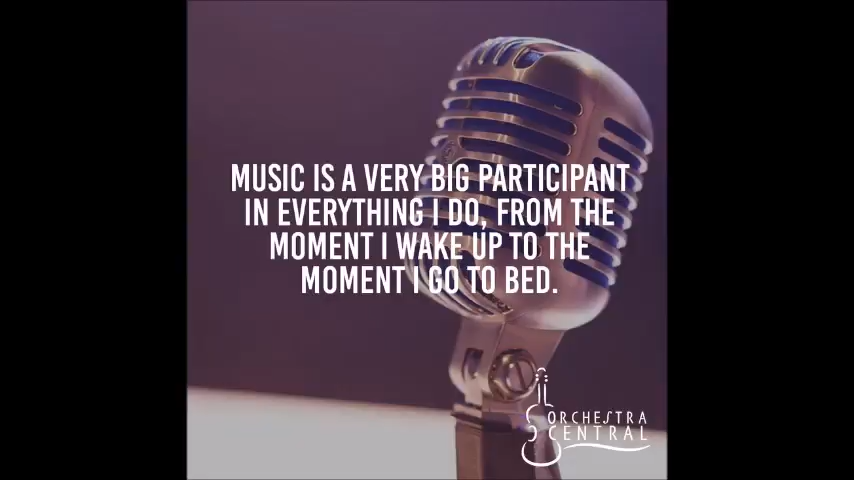 MUSIC IS A VERY BIG PARTICIPANT
IN EVERYTHING I DO, FROM THE
MOMENT I WAKE UP TO THE
MOMENT I GO TO BED.
ORCHESTRA
CENTRAL